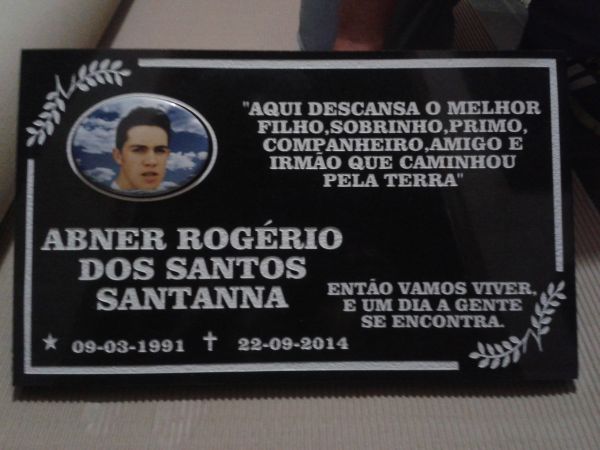 "AQUI DESCANSA O MELHOR
FILHO,SOBRINHO,PRIMO,
COMPANHEIRO,AMIGO E
IRMÃO QUE CAMINHOU
PELA TERRA"
ABNER ROGÉRIO
DOS SANTOS
SANTANNA
ENTÃO VAMOS VIVER,
E UM DIA A GENTE
SE ENCONTRA.
★ 09-03-1991 ✝ 22-09-2014